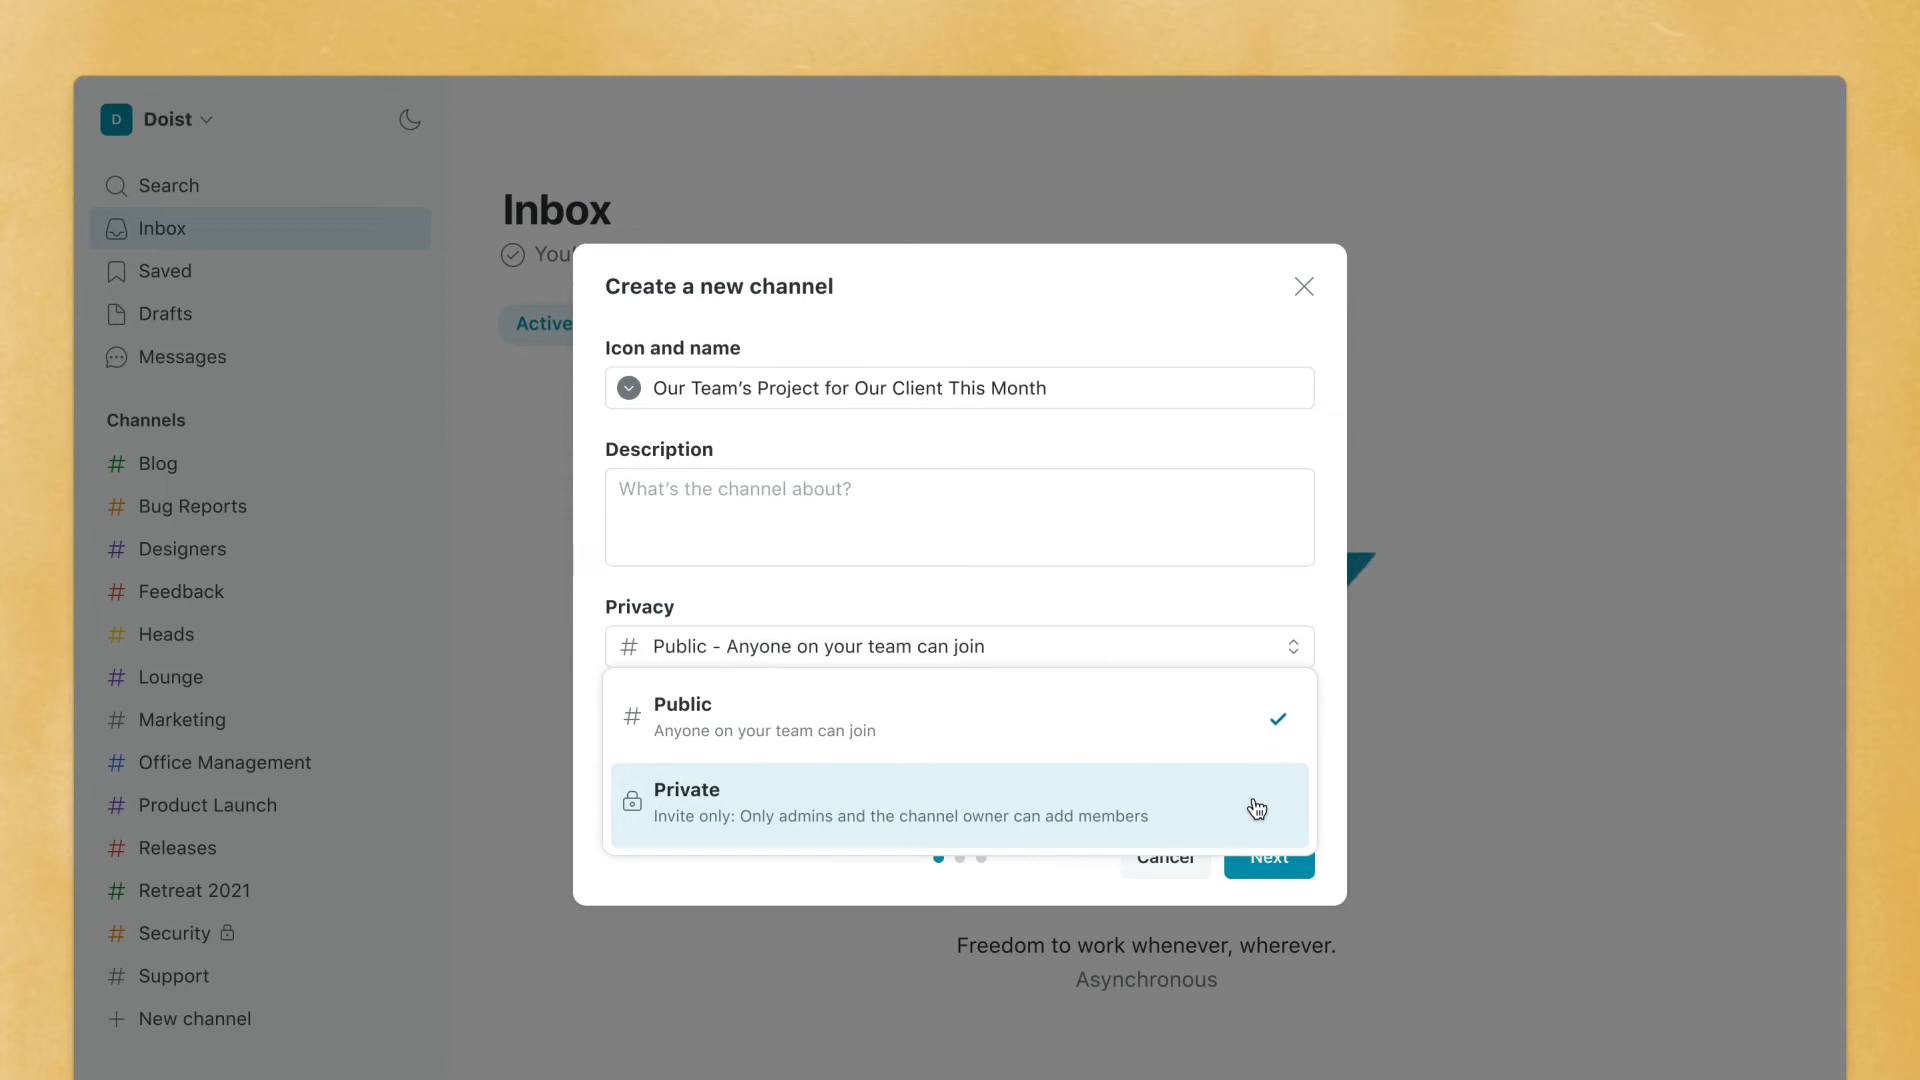 D Doist
Search
Inbox
Saved
Drafts
Messages
Channels
# Blog
# Bug Reports
# Designers
# Feedback
# Heads
# Lounge
# Marketing
# Office Management
# Product Launch
# Releases
# Retreat 2021
# Security
# Support
+ New channel
Inbox
You'
Active
Create a new channel
Icon and name
Our Team’s Project for Our Client This Month
Description
What’s the channel about?
Privacy
# Public - Anyone on your team can join
# Public
Anyone on your team can join
Private
Invite only: Only admins and the channel owner can add members
Cancel
Next
Freedom to work whenever, wherever.
Asynchronous